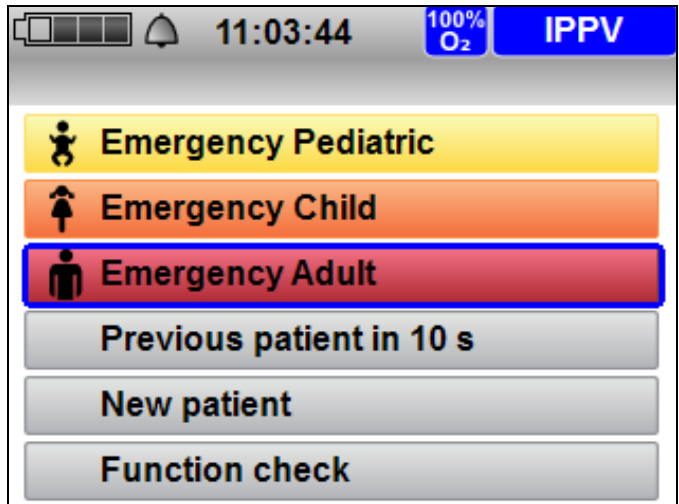 11:03:44 100% O₂ IPPV
Emergency Pediatric
Emergency Child
Emergency Adult
Previous patient in 10 s
New patient
Function check